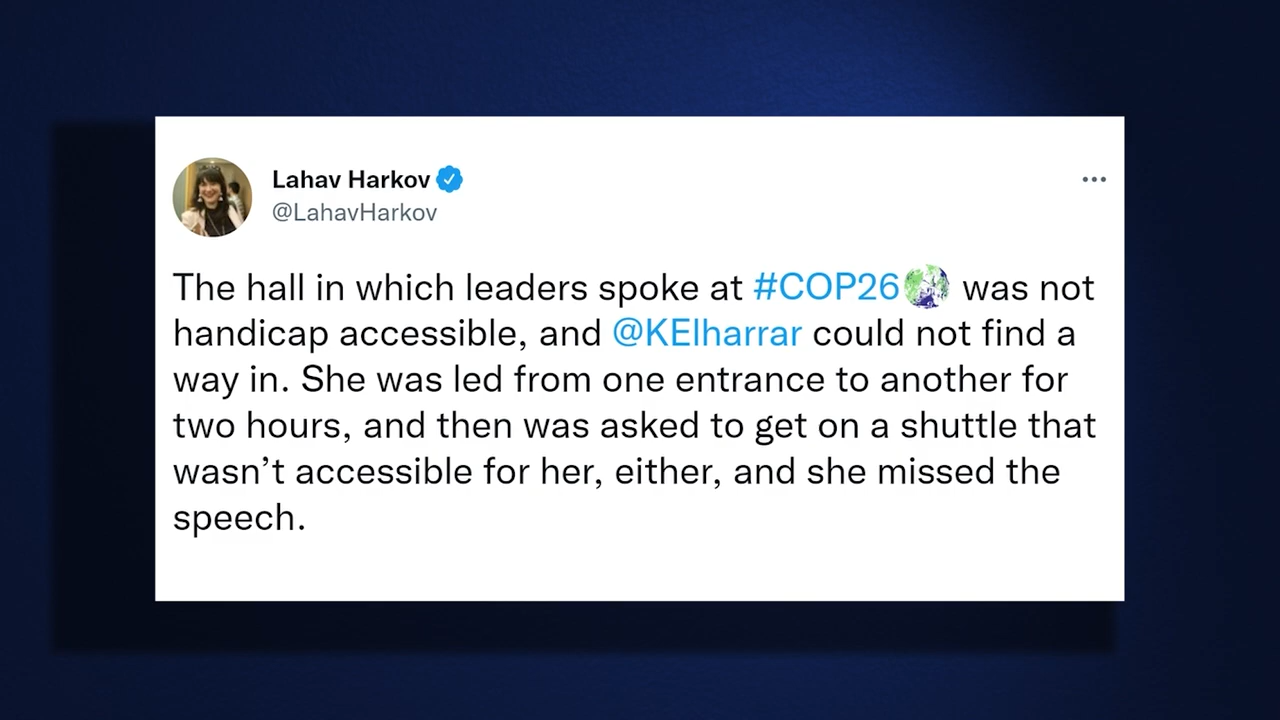 Lahav Harkov
@LahavHarkov
The hall in which leaders spoke at #COP26 was not
handicap accessible, and @KElharrar could not find a
way in. She was led from one entrance to another for
two hours, and then was asked to get on a shuttle that
wasn’t accessible for her, either, and she missed the
speech.